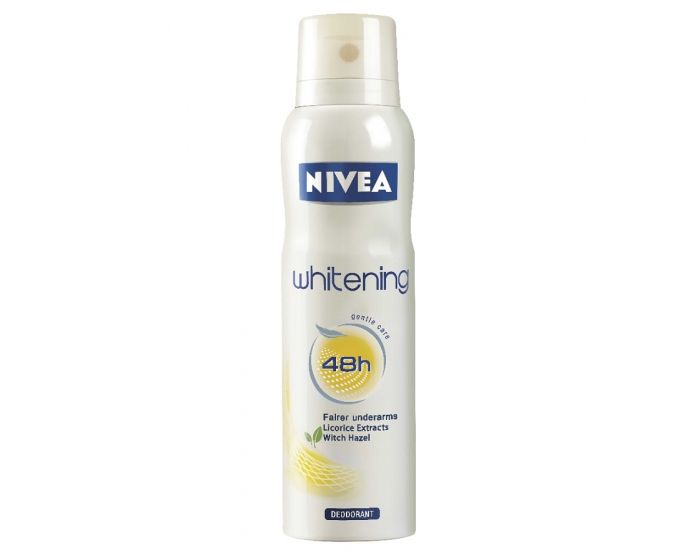 NIVEA
whitening
gentle care
48h
Fairer underarms
Licorice Extracts
Witch Hazel
DEODORANT